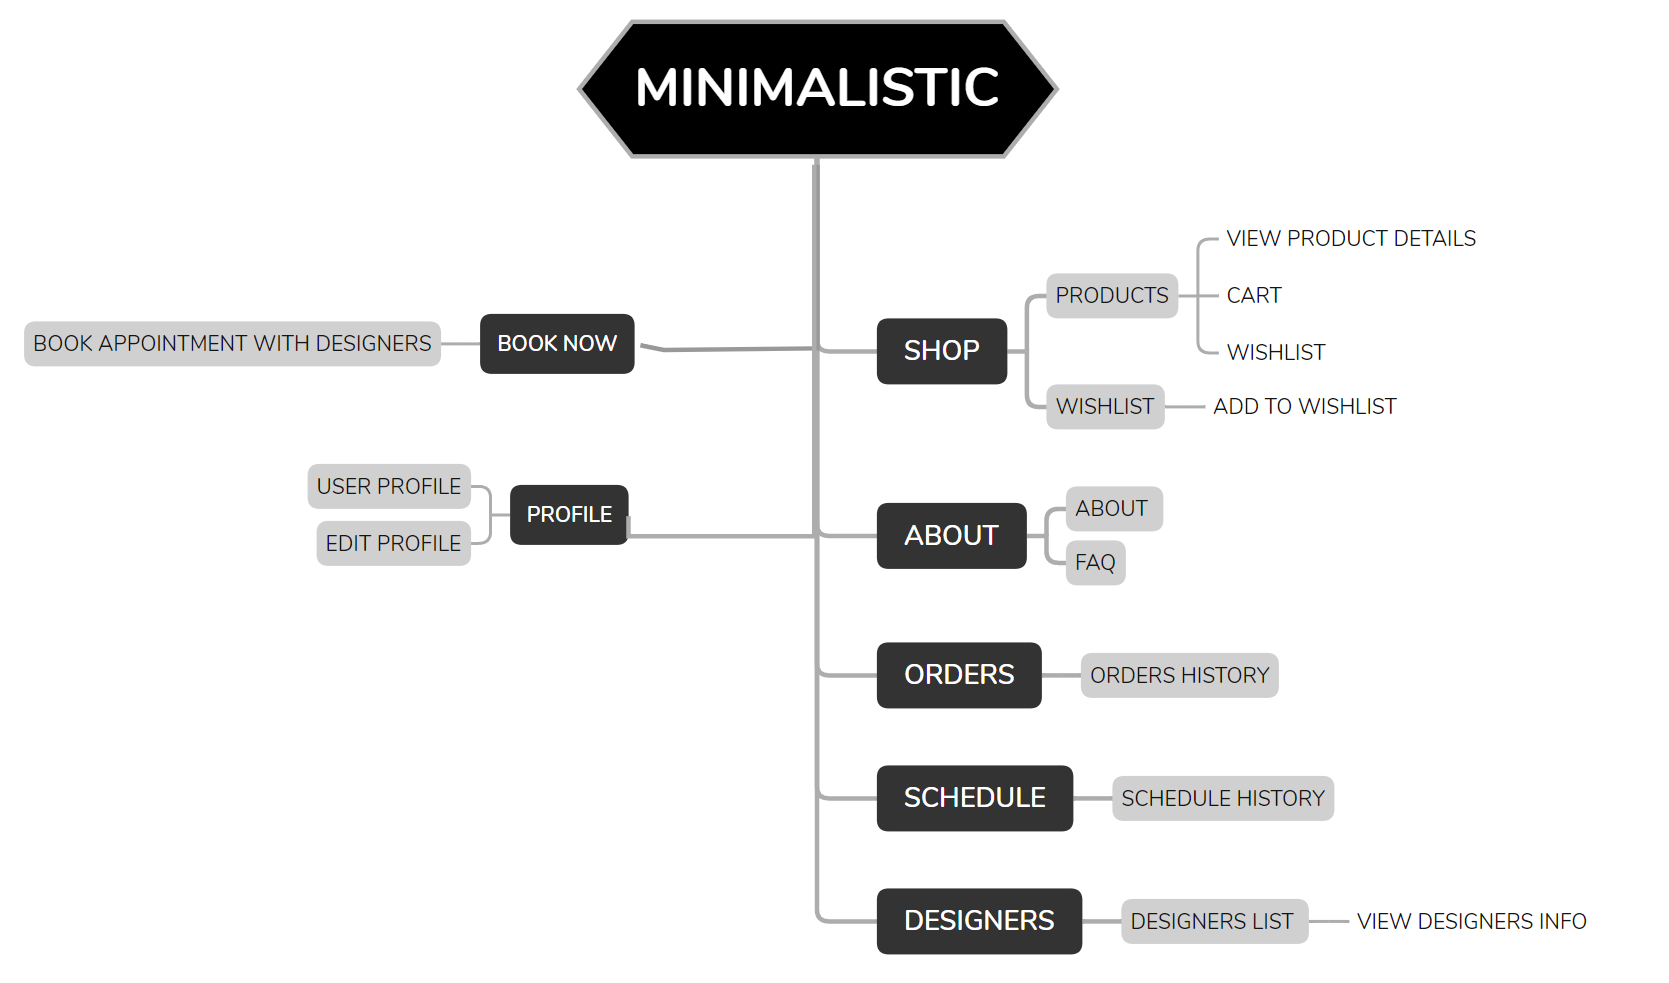 MINIMALISTIC
BOOK APPOINTMENT WITH DESIGNERS
BOOK NOW
USER PROFILE
EDIT PROFILE
PROFILE
SHOP
PRODUCTS
VIEW PRODUCT DETAILS
CART
WISHLIST
WISHLIST
ADD TO WISHLIST
ABOUT
ABOUT
FAQ
ORDERS
ORDERS HISTORY
SCHEDULE
SCHEDULE HISTORY
DESIGNERS
DESIGNERS LIST
VIEW DESIGNERS INFO